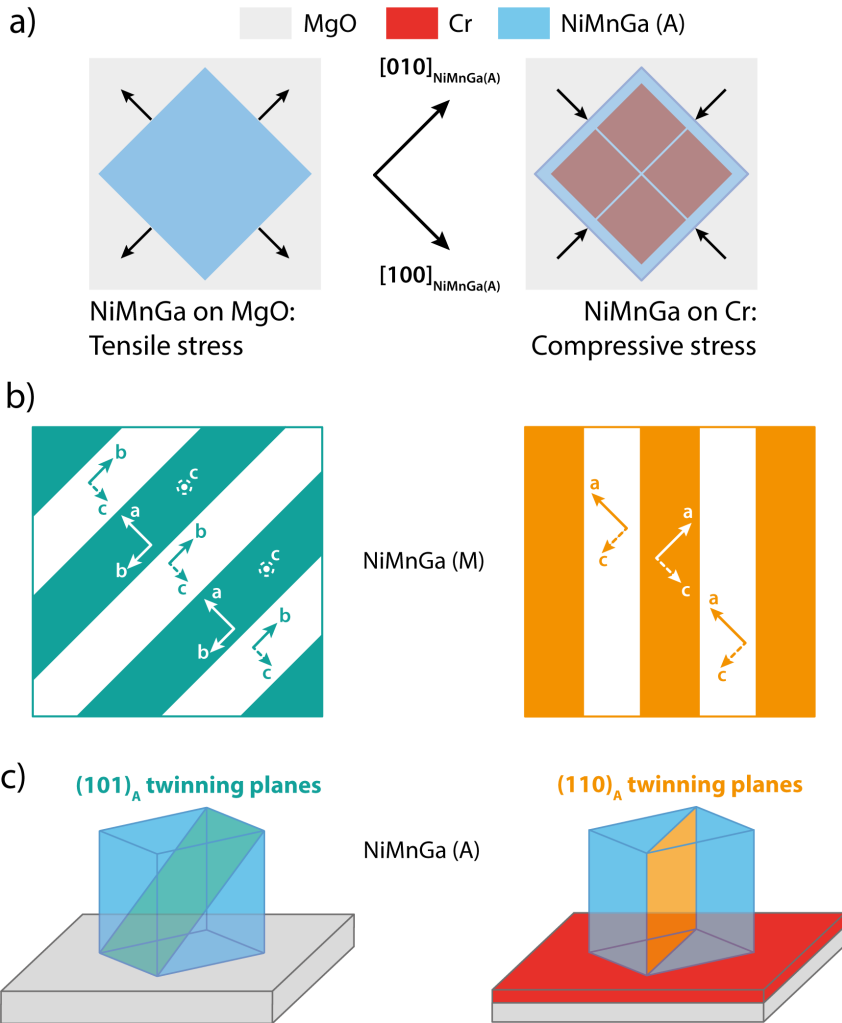 a)
MgO
Cr
NiMnGa (A)
[010]NiMnGa(A)
[100]NiMnGa(A)
NiMnGa on MgO:
Tensile stress
NiMnGa on Cr:
Compressive stress
b)
b
c
c
a
b
b
c
c
a
b
b
c
NiMnGa (M)
a
c
a
c
a
c
c)
(101)A twinning planes
(110)A twinning planes
NiMnGa (A)